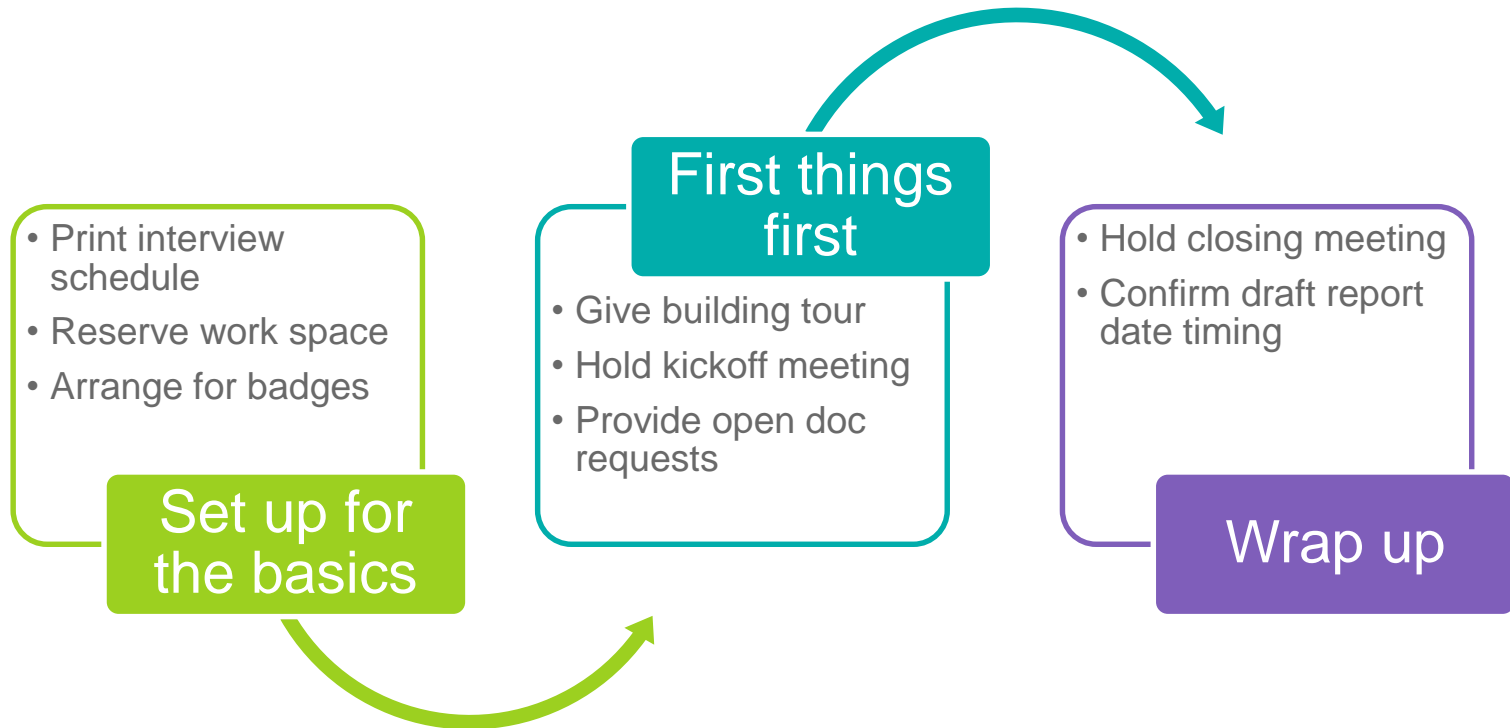 • Print interview
schedule
• Reserve work space
• Arrange for badges
Set up for
the basics
First things
first
• Give building tour
• Hold kickoff meeting
• Provide open doc
requests
• Hold closing meeting
• Confirm draft report
date timing
Wrap up